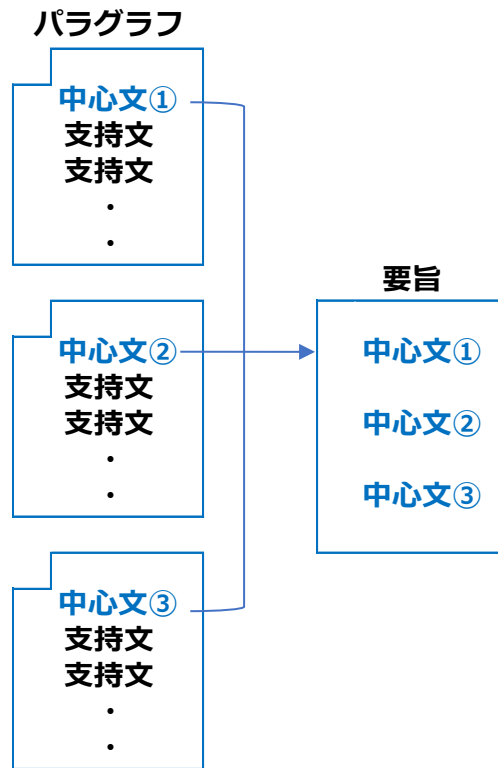 パラグラフ
中心文①
支持文
支持文
・
・
中心文②
支持文
支持文
・
・
中心文③
支持文
支持文
・
・
要旨
中心文①
中心文②
中心文③